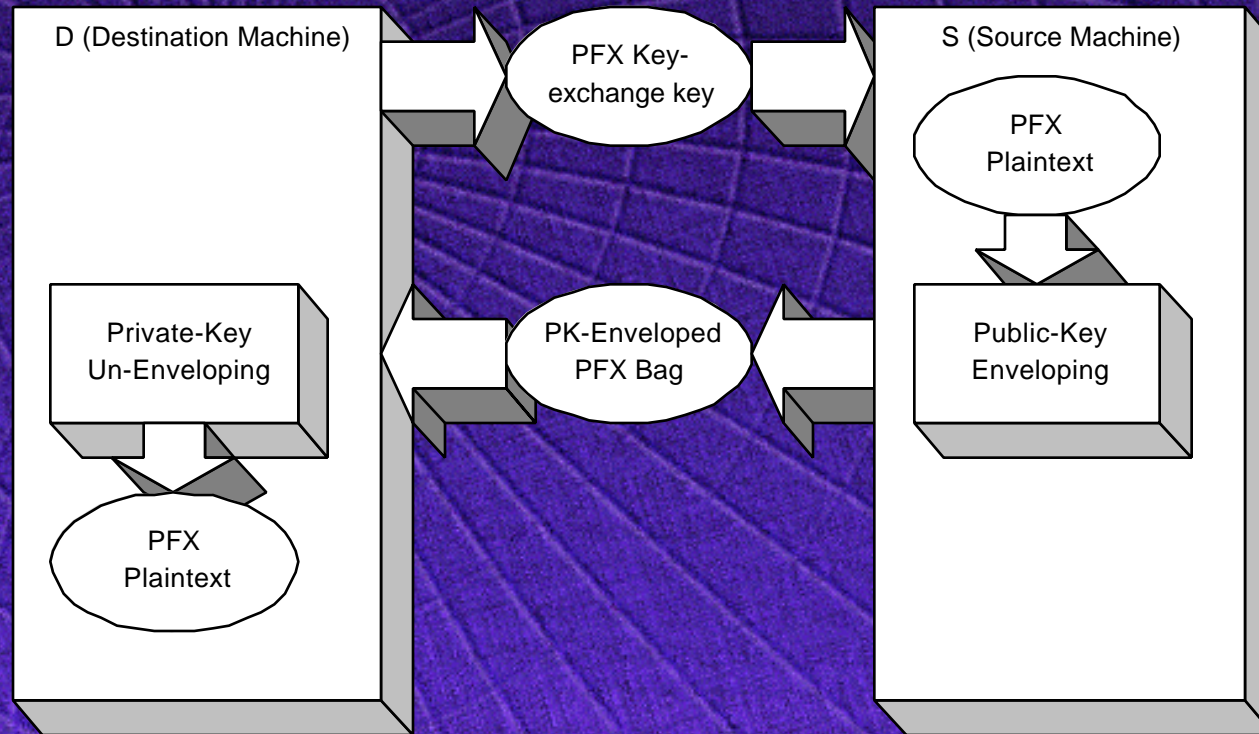 D (Destination Machine)
PFX Key-
exchange key
S (Source Machine)
PFX
Plaintext
Private-Key
Un-Enveloping
PK-Enveloped
PFX Bag
Public-Key
Enveloping
PFX
Plaintext